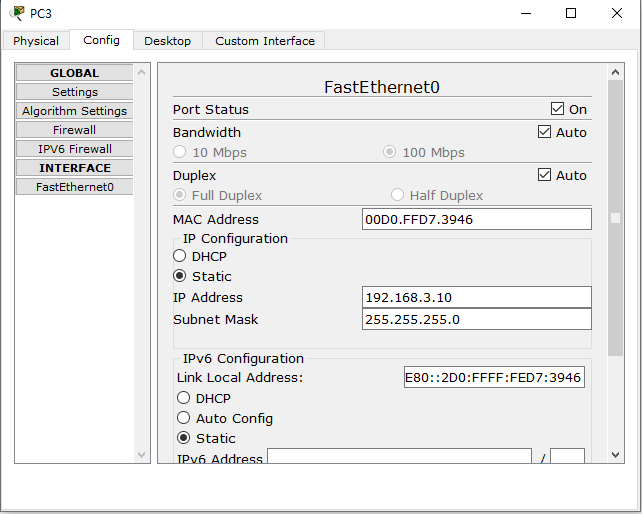 PC3
Physical Config Desktop Custom Interface
GLOBAL
Settings
Algorithm Settings
Firewall
IPV6 Firewall
INTERFACE
FastEthernet0
FastEthernet0
Port Status On
Bandwidth Auto
10 Mbps 100 Mbps
Duplex Auto
Full Duplex Half Duplex
MAC Address 00D0.FFD7.3946
IP Configuration
DHCP
Static
IP Address 192.168.3.10
Subnet Mask 255.255.255.0
IPv6 Configuration
Link Local Address: E80::2D0:FFFF:FED7:3946
DHCP
Auto Config
Static
IPv6 Address /